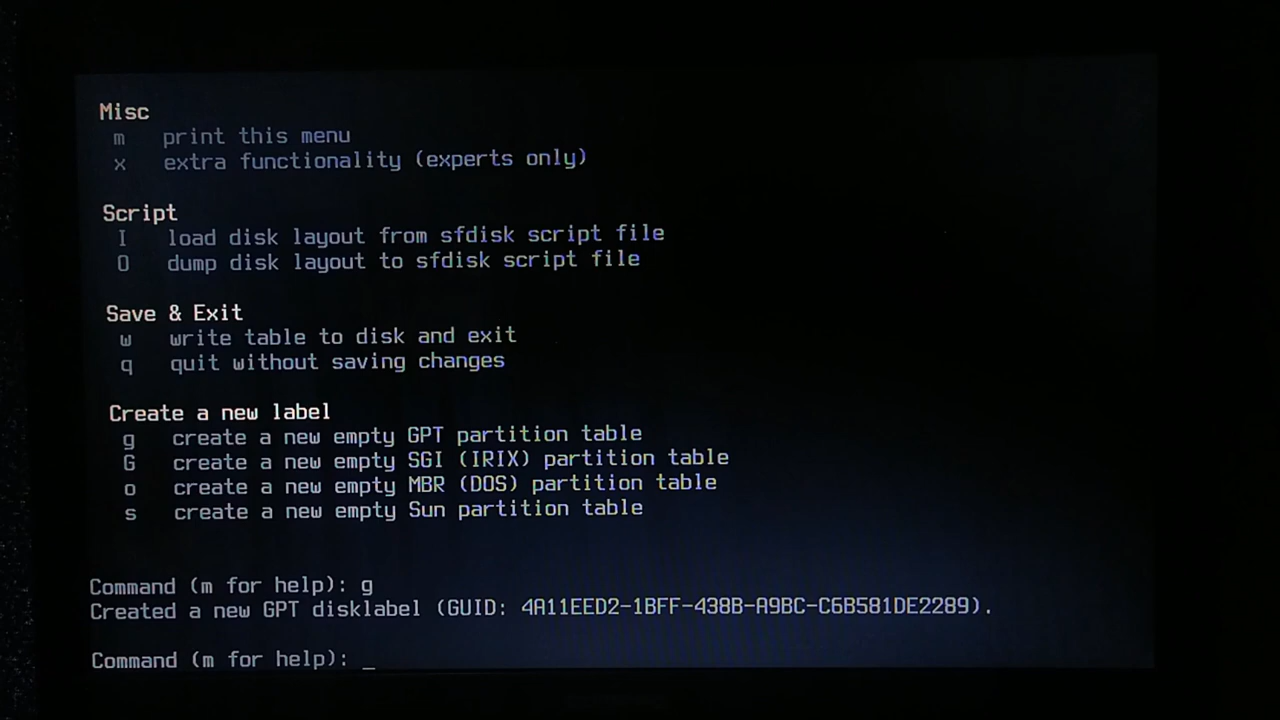 Misc
m print this menu
x extra functionality (experts only)
Script
I load disk layout from sfdisk script file
O dump disk layout to sfdisk script file
Save & Exit
w write table to disk and exit
q quit without saving changes
Create a new label
g create a new empty GPT partition table
G create a new empty SGI (IRIX) partition table
o create a new empty MBR (DOS) partition table
s create a new empty Sun partition table
Command (m for help): g
Created a new GPT disklabel (GUID: 4A11EED2-1BFF-438B-A9BC-C6B581DE2289).
Command (m for help): _